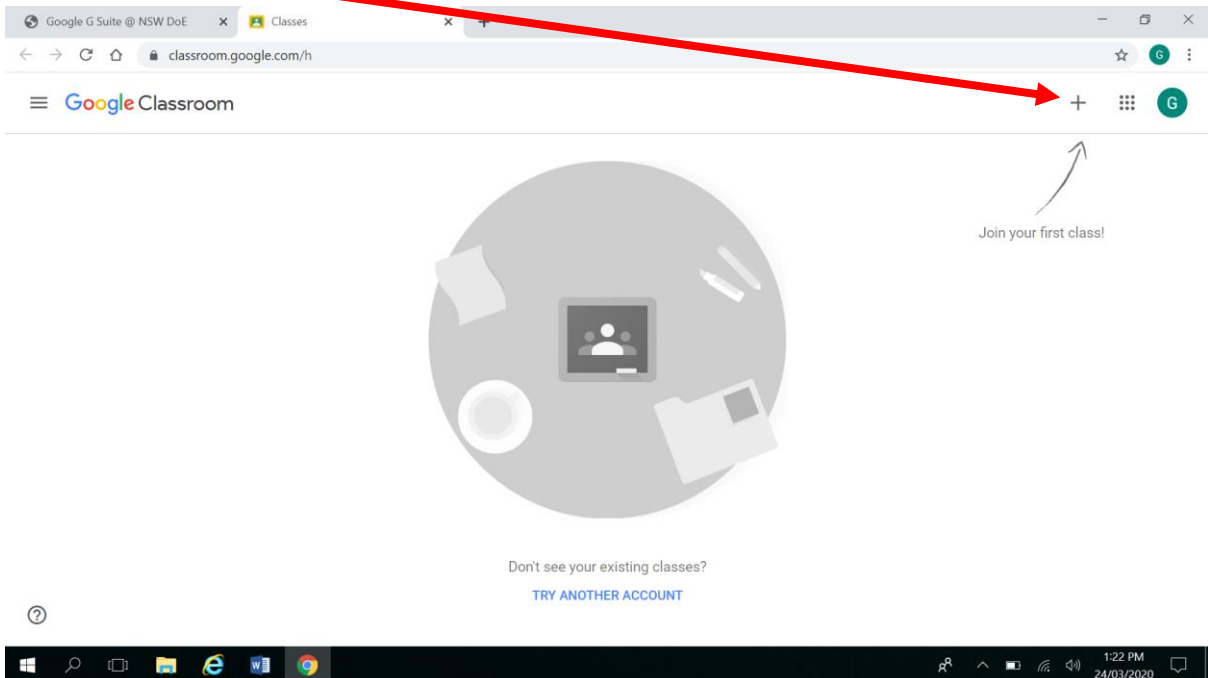 Google G Suite @ NSW DoE
Classes
classroom.google.com/h
G
Google Classroom
G
Join your first class!
Don't see your existing classes?
TRY ANOTHER ACCOUNT
1:22 PM
24/03/2020